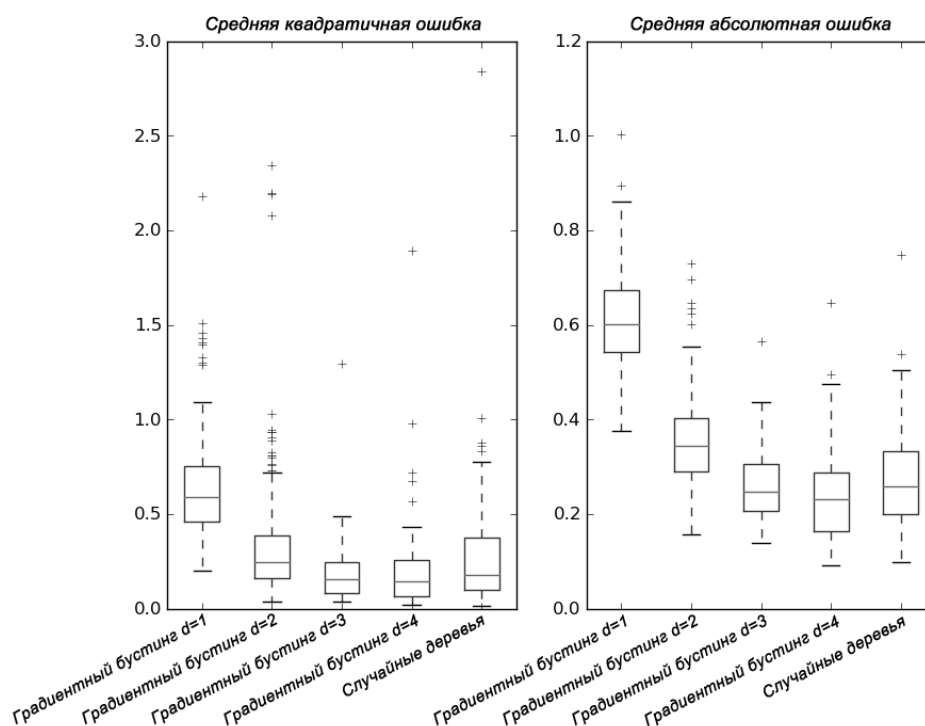 Средняя квадратичная ошибка
3.0
2.5
2.0
1.5
1.0
0.5
0.0
Градиентный бустинг d=1
Градиентный бустинг d=2
Градиентный бустинг d=3
Градиентный бустинг d=4
Случайные деревья
Средняя абсолютная ошибка
1.2
1.0
0.8
0.6
0.4
0.2
0.0
Градиентный бустинг d=1
Градиентный бустинг d=2
Градиентный бустинг d=3
Градиентный бустинг d=4
Случайные деревья